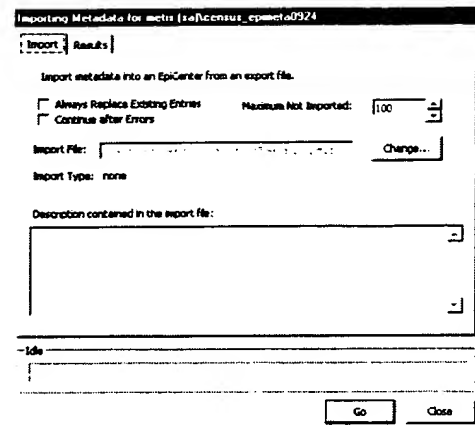 Importing Metadata for metis (sa)\census_epimeta0924
Import Results
Import metadata into an EpiCenter from an export file.
Always Replace Existing Entries Maximum Not Imported: 100
Continue after Errors
Import File: Change...
Import Type: none
Description contained in the export file:
Idle
Go Close